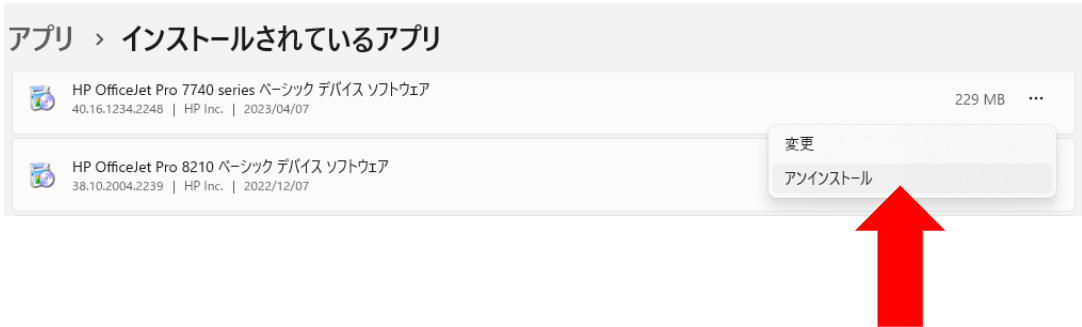 アプリ › インストールされているアプリ
HP OfficeJet Pro 7740 series ベーシック デバイス ソフトウェア
40.16.1234.2248 | HP Inc. | 2023/04/07
229 MB ...
変更
HP OfficeJet Pro 8210 ベーシック デバイス ソフトウェア
38.10.2004.2239 | HP Inc. | 2022/12/07
アンインストール